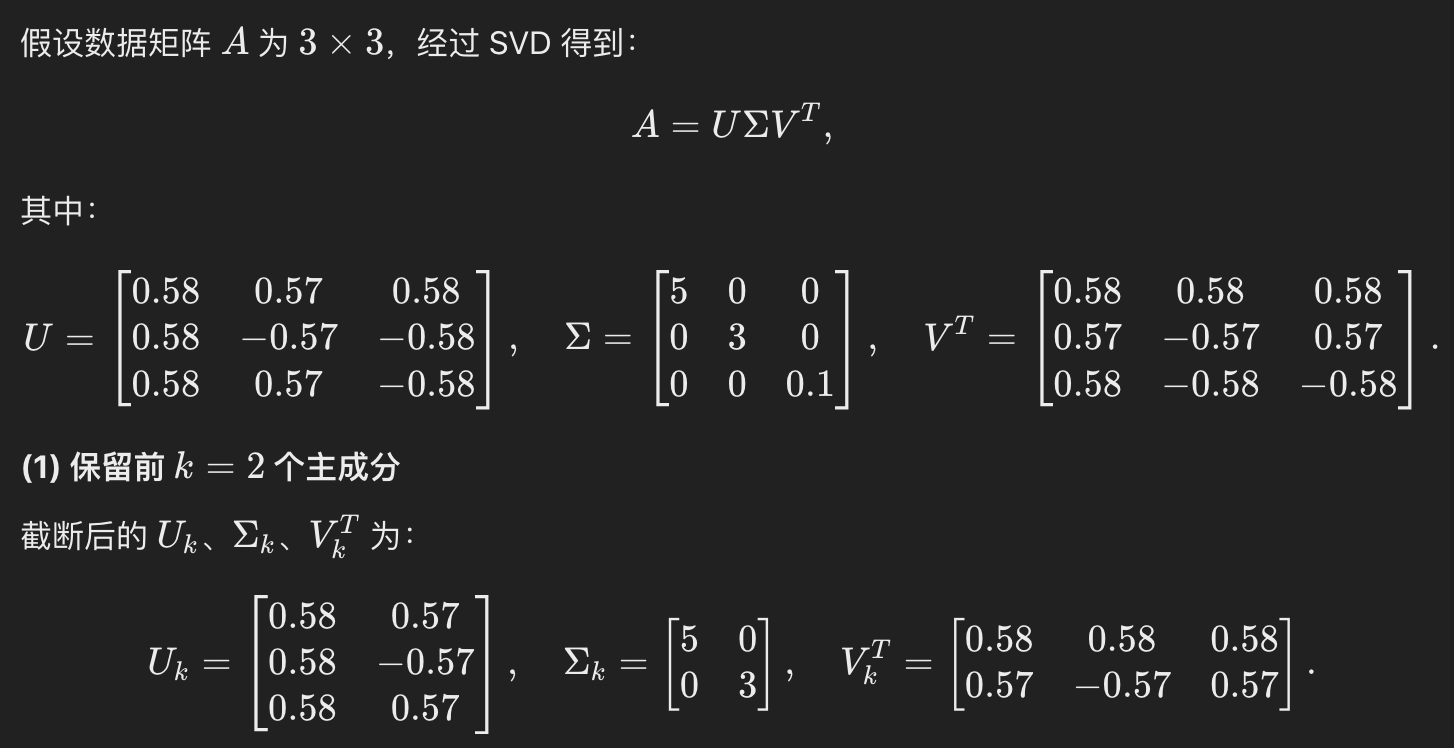 假设数据矩阵 $A$ 为 $3 \times 3$，经过 SVD 得到：
$$A = U\Sigma V^T,$$
其中：
$$U = \begin{bmatrix} 0.58 & 0.57 & 0.58 \\ 0.58 & -0.57 & -0.58 \\ 0.58 & 0.57 & -0.58 \end{bmatrix}, \quad \Sigma = \begin{bmatrix} 5 & 0 & 0 \\ 0 & 3 & 0 \\ 0 & 0 & 0.1 \end{bmatrix}, \quad V^T = \begin{bmatrix} 0.58 & 0.58 & 0.58 \\ 0.57 & -0.57 & 0.57 \\ 0.58 & -0.58 & -0.58 \end{bmatrix}.$$
(1) 保留前 $k = 2$ 个主成分
截断后的 $U_k$、$\Sigma_k$、$V_k^T$ 为：
$$U_k = \begin{bmatrix} 0.58 & 0.57 \\ 0.58 & -0.57 \\ 0.58 & 0.57 \end{bmatrix}, \quad \Sigma_k = \begin{bmatrix} 5 & 0 \\ 0 & 3 \end{bmatrix}, \quad V_k^T = \begin{bmatrix} 0.58 & 0.58 & 0.58 \\ 0.57 & -0.57 & 0.57 \end{bmatrix}.$$